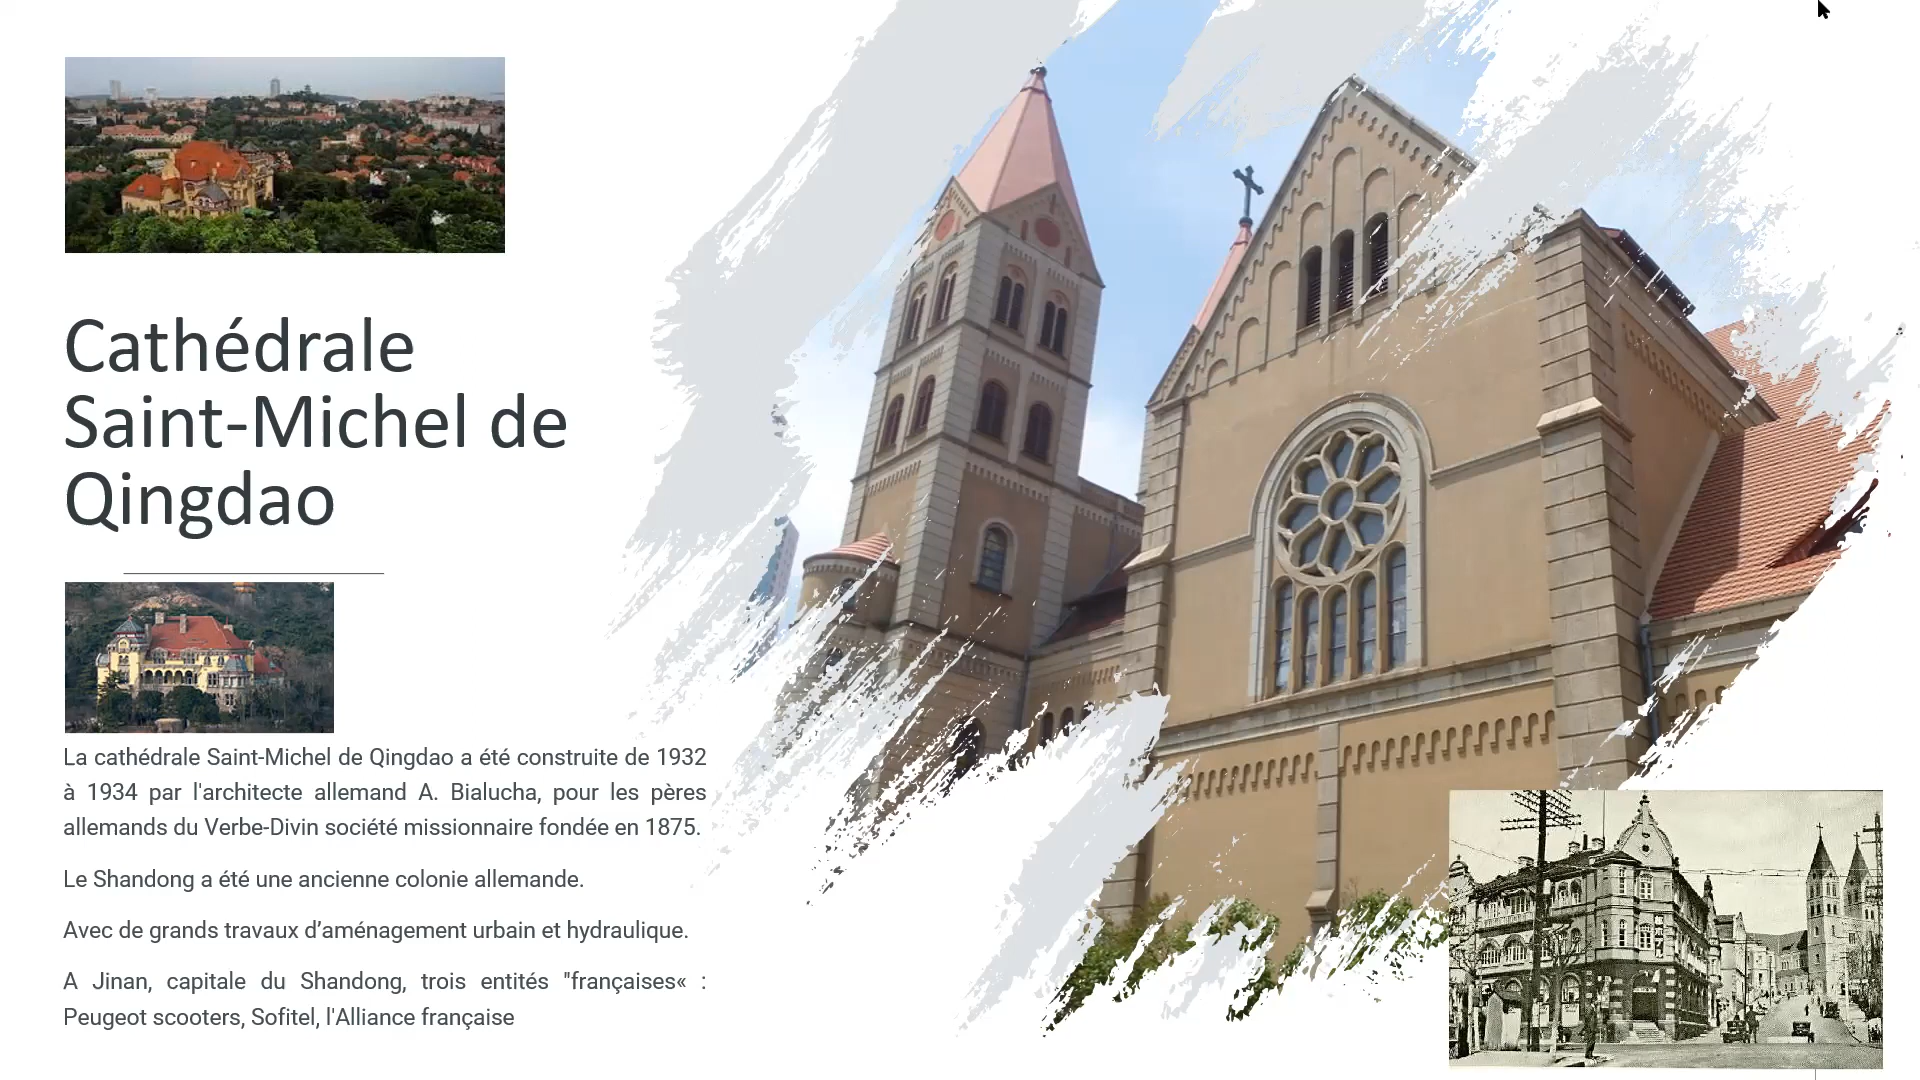 Cathédrale
Saint-Michel de
Qingdao
La cathédrale Saint-Michel de Qingdao a été construite de 1932
à 1934 par l'architecte allemand A. Bialucha, pour les pères
allemands du Verbe-Divin société missionnaire fondée en 1875.
Le Shandong a été une ancienne colonie allemande.
Avec de grands travaux d’aménagement urbain et hydraulique.
A Jinan, capitale du Shandong, trois entités "françaises« :
Peugeot scooters, Sofitel, l'Alliance française